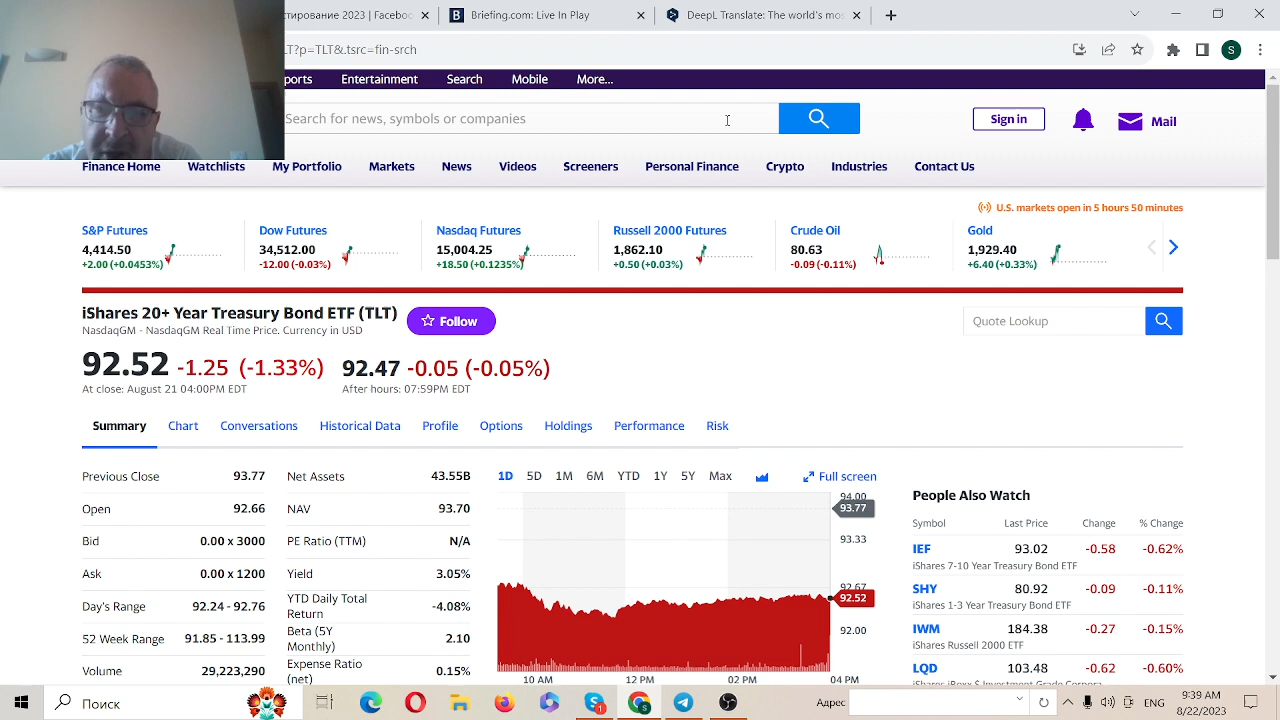 mpionship 2023 |
Buying In Play
DeepL Translate: The world's mo
LT?p=TLT&.tsrc=fin-srch
S
ports Entertainment Search Mobile More...
Search for news, symbols or companies
Sign in
Mail
Finance Home Watchlists My Portfolio Markets News Videos Screeners Personal Finance Crypto Industries Contact Us
U.S. markets open in 5 hours 50 minutes
S&P Futures
4,414.50
+2.00 (+0.0453%)
Dow Futures
34,512.00
-12.00 (-0.03%)
Nasdaq Futures
15,004.25
+18.50 (+0.1235%)
Russell 2000 Futures
1,862.10
+0.50 (+0.03%)
Crude Oil
80.63
-0.09 (-0.11%)
Gold
1,929.40
+6.40 (+0.33%)
iShares 20+ Year Treasury Bond ETF (TLT)
Follow
NasdaqGM - NasdaqGM Real Time Price. Currency in USD
Quote Lookup
92.52 -1.25 (-1.33%)
At close: August 21 04:00PM EDT
92.47 -0.05 (-0.05%)
After hours: 07:59PM EDT
Summary Chart Conversations Historical Data Profile Options Holdings Performance Risk
Previous Close 93.77
Open 92.66
Bid 0.00 x 3000
Ask 0.00 x 1200
Day's Range 92.24 - 92.76
52 Week Range 91.85 - 113.99
Volume 29,223,290
Net Assets 43.55B
NAV 93.70
PE Ratio (TTM) N/A
Yield 3.05%
YTD Daily Total
Return -4.08%
Beta (5Y
Monthly) 2.10
Expense Ratio
(net) 0.15%
1D 5D 1M 6M YTD 1Y 5Y Max
Full screen
94.00
93.77
93.33
92.67
92.52
92.00
10 AM 12 PM 02 PM 04 PM
People Also Watch
Symbol Last Price Change % Change
IEF 93.02 -0.58 -0.62%
iShares 7-10 Year Treasury Bond ETF
SHY 80.92 -0.09 -0.11%
iShares 1-3 Year Treasury Bond ETF
IWM 184.38 -0.27 -0.15%
iShares Russell 2000 ETF
LQD 103.48 -0.62 -0.60%
iShares iBoxx $ Investment Grade Corpora
Поиск
Адрес
ENG
9:39 AM
8/22/2023